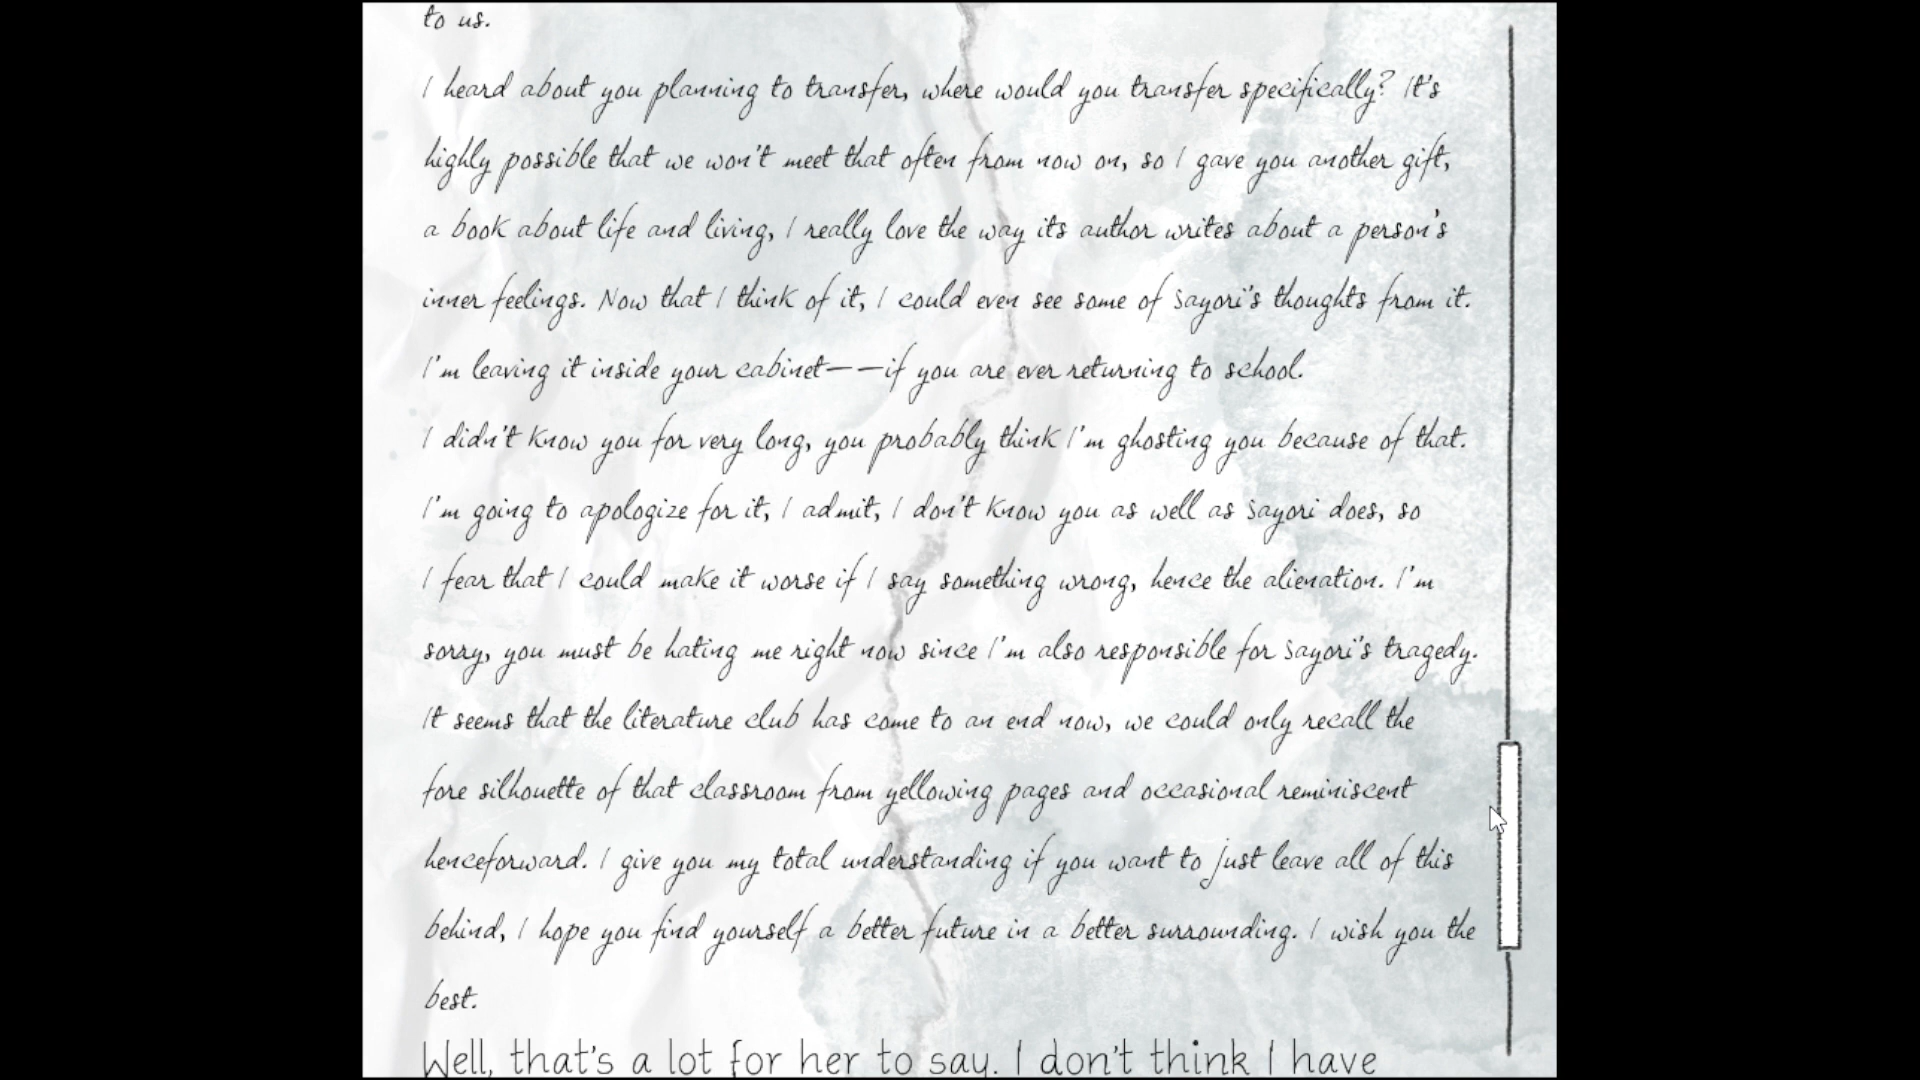 to us.
I heard about you planning to transfer, where would you transfer specifically? It's
highly possible that we won't meet that often from now on, so I gave you another gift,
a book about life and living, I really love the way its author writes about a person's
inner feelings. Now that I think of it, I could even see some of Sayori's thoughts from it.
I'm leaving it inside your cabinet——if you are ever returning to school.
I didn't know you for very long, you probably think I'm ghosting you because of that.
I'm going to apologize for it, I admit, I don't know you as well as Sayori does, so
I fear that I could make it worse if I say something wrong, hence the alienation. I'm
sorry, you must be hating me right now since I'm also responsible for Sayori's tragedy.
It seems that the literature club has come to an end now, we could only recall the
fore silhouette of that classroom from yellowing pages and occasional reminiscent
henceforward. I give you my total understanding if you want to just leave all of this
behind, I hope you find yourself a better future in a better surrounding. I wish you the
best.
Well, that's a lot for her to say. I don't think I have